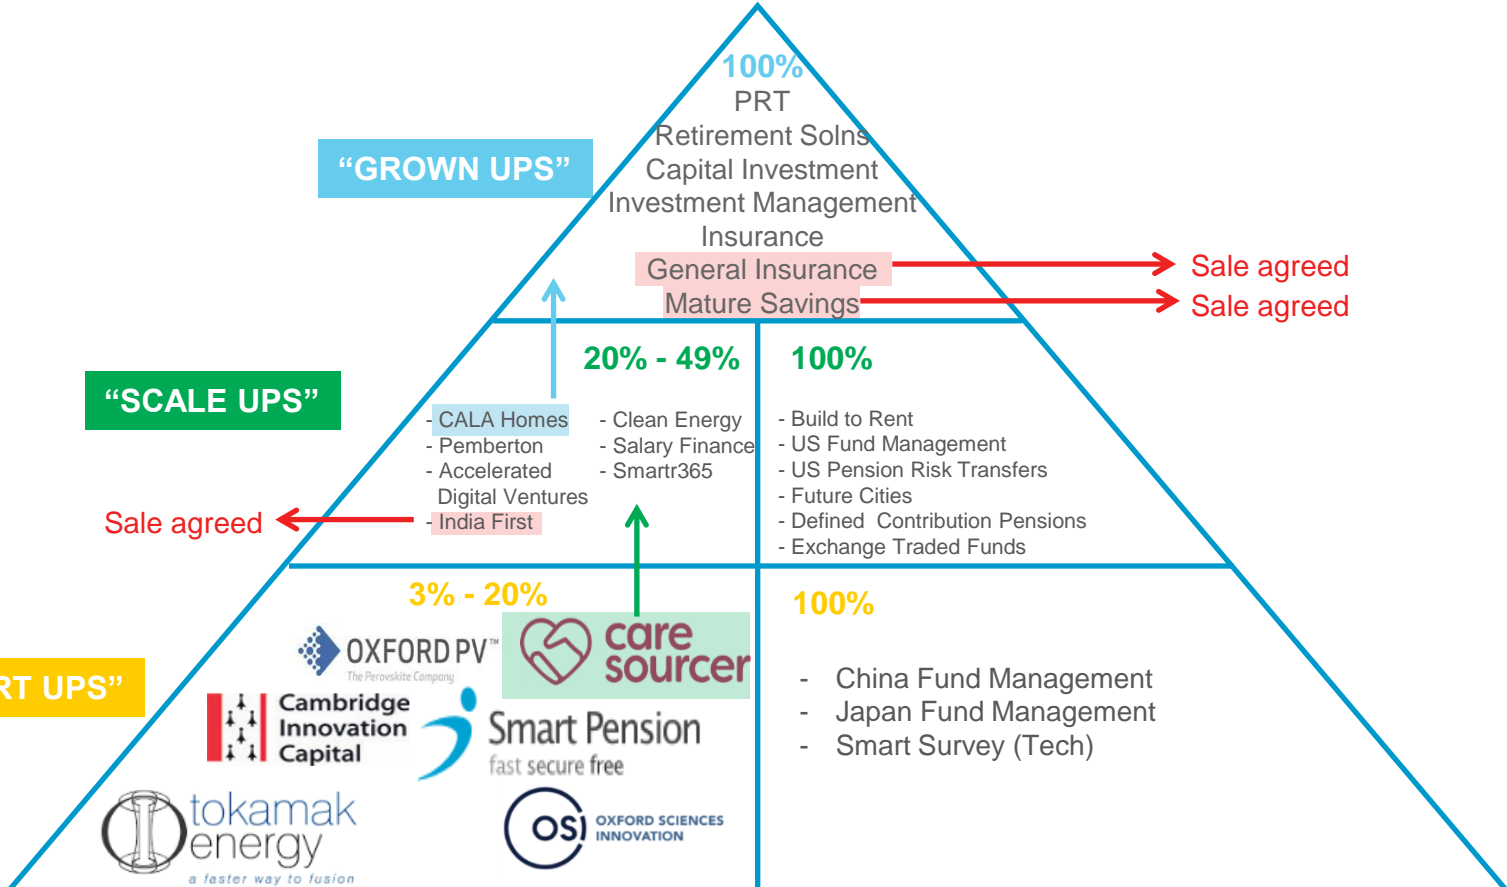 100%
PRT
Retirement Solns
Capital Investment
Investment Management
Insurance
General Insurance
Mature Savings
“GROWN UPS”
Sale agreed
Sale agreed
“SCALE UPS”
20% - 49%
- CALA Homes
- Pemberton
- Accelerated
Digital Ventures
- India First
- Clean Energy
- Salary Finance
- Smartr365
Sale agreed
100%
- Build to Rent
- US Fund Management
- US Pension Risk Transfers
- Future Cities
- Defined Contribution Pensions
- Exchange Traded Funds
RT UPS”
3% - 20%
OXFORD PV™
The Perovskite Company
care
sourcer
Cambridge
Innovation
Capital
Smart Pension
fast secure free
tokamak
energy
a faster way to fusion
OSI
OXFORD SCIENCES
INNOVATION
100%
- China Fund Management
- Japan Fund Management
- Smart Survey (Tech)